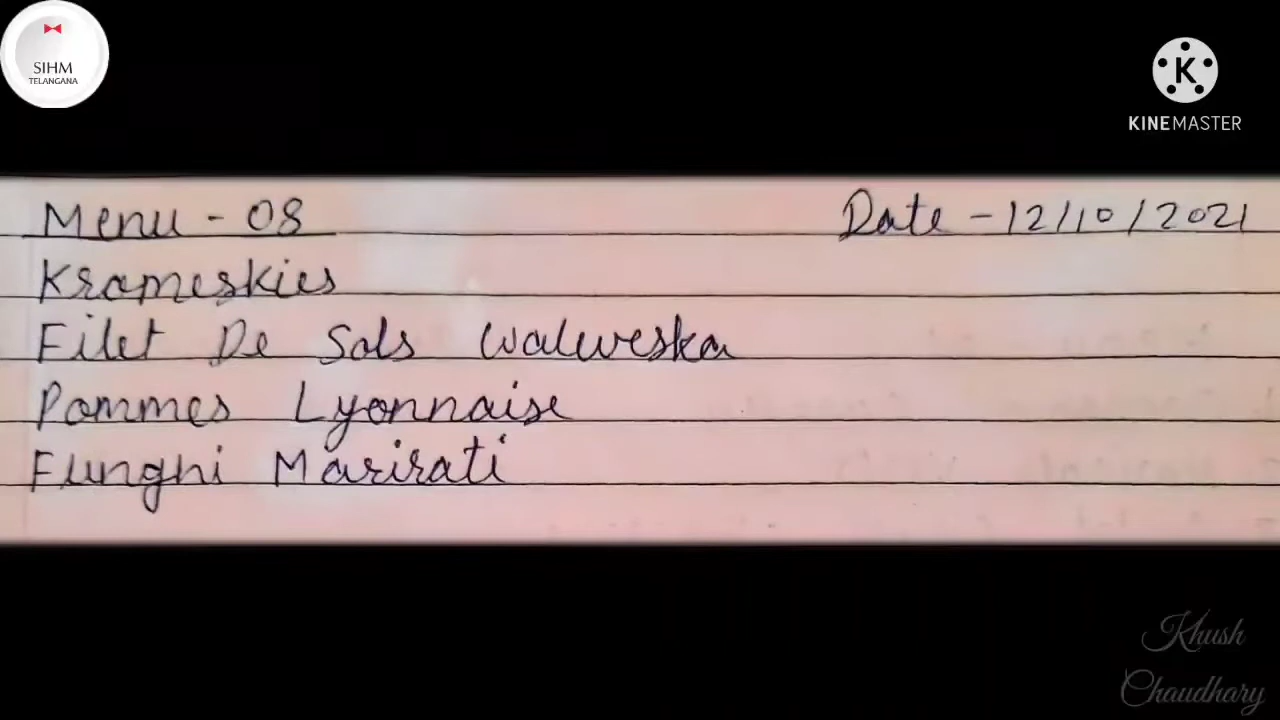 SIHM
TELANGANA
KINEMASTER
Menu - 08 Date - 12/10/2021
Krameskies
Filet De Sols Walweska
Pommes Lyonnaise
Funghi Marirati
Khush
Chaudhary